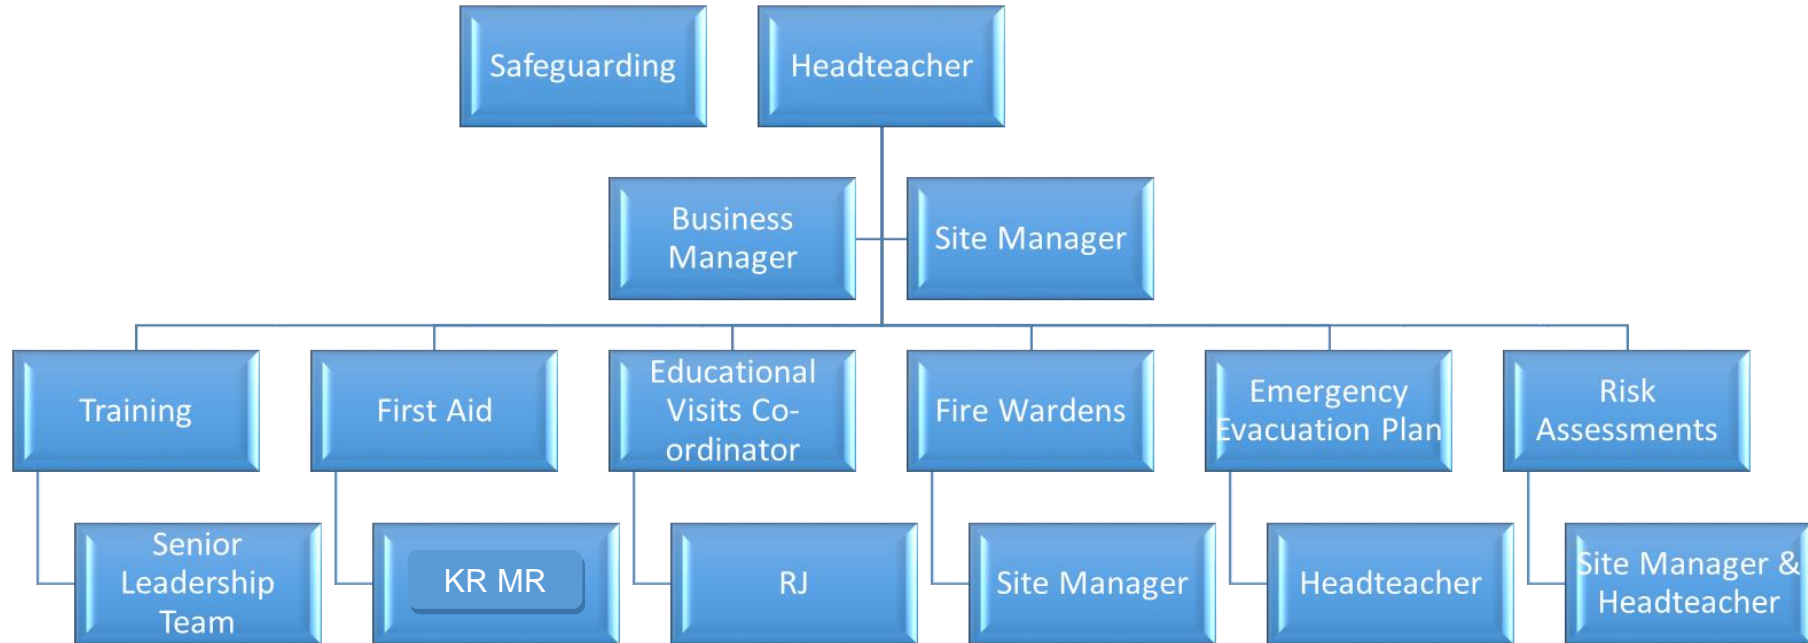 Safeguarding
Headteacher
Business
Manager
Site Manager
Training
First Aid
Educational
Visits Co-
ordinator
Fire Wardens
Emergency
Evacuation Plan
Risk
Assessments
Senior
Leadership
Team
KR MR
RJ
Site Manager
Headteacher
Site Manager &
Headteacher